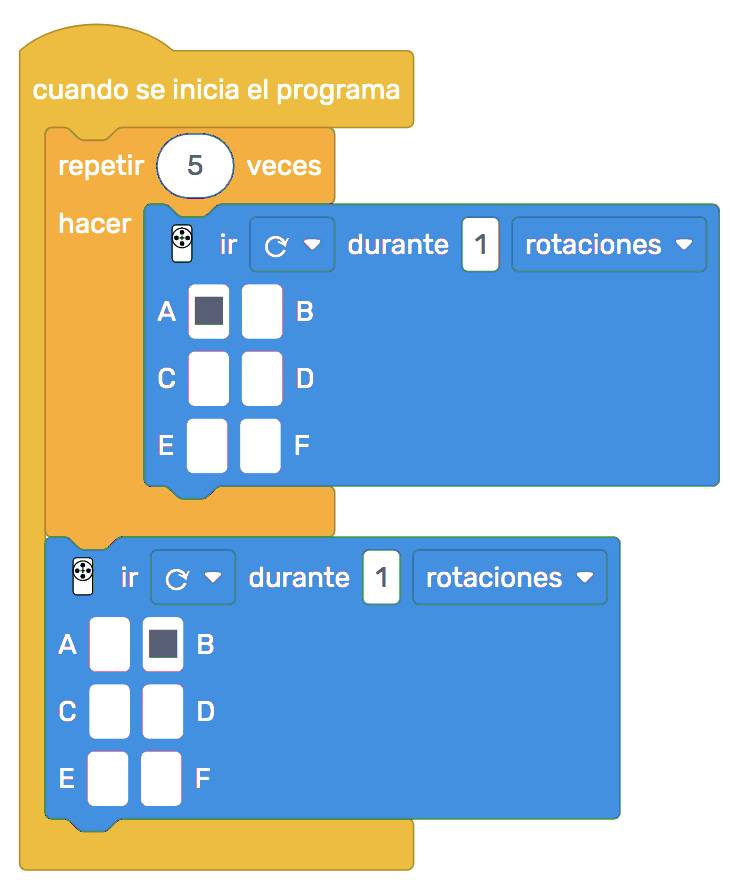 cuando se inicia el programa
repetir 5 veces
hacer
ir durante 1 rotaciones
A B
C D
E F
ir durante 1 rotaciones
A B
C D
E F